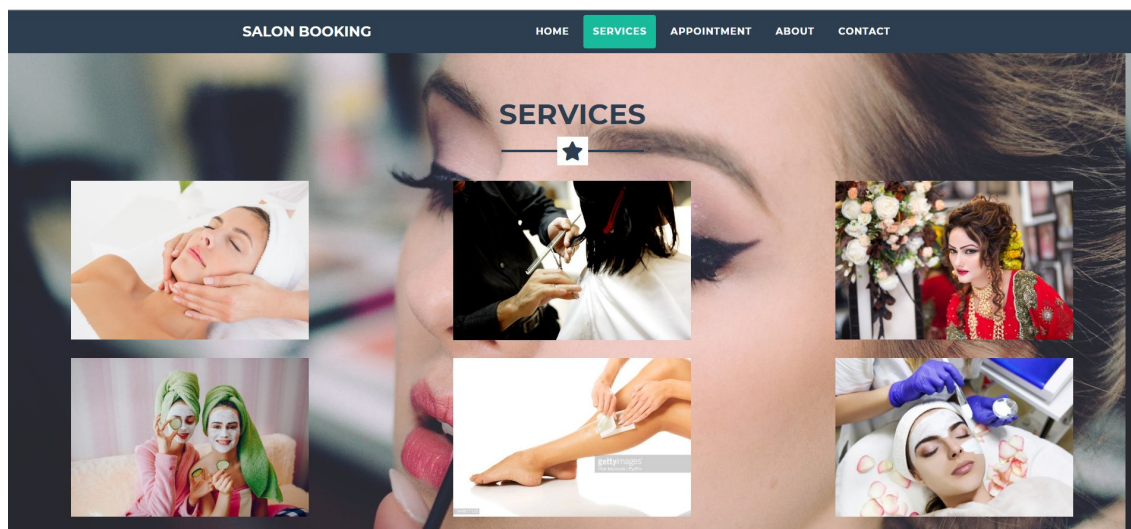 SALON BOOKING
HOME
SERVICES
APPOINTMENT
ABOUT
CONTACT
SERVICES
gettyimages